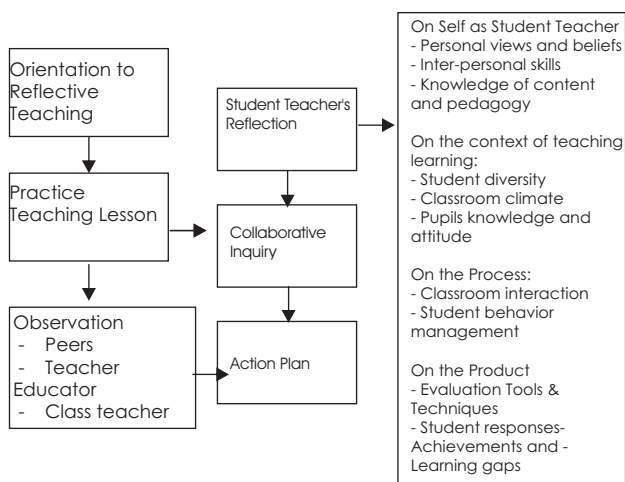 Orientation to
Reflective
Teaching
Practice
Teaching Lesson
Observation
- Peers
- Teacher
Educator
- Class teacher
Student Teacher's
Reflection
Collaborative
Inquiry
Action Plan
On Self as Student Teacher
- Personal views and beliefs
- Inter-personal skills
- Knowledge of content
and pedagogy
On the context of teaching
learning:
- Student diversity
- Classroom climate
- Pupils knowledge and
attitude
On the Process:
- Classroom interaction
- Student behavior
management
On the Product
- Evaluation Tools &
Techniques
- Student responses-
Achievements and -
Learning gaps